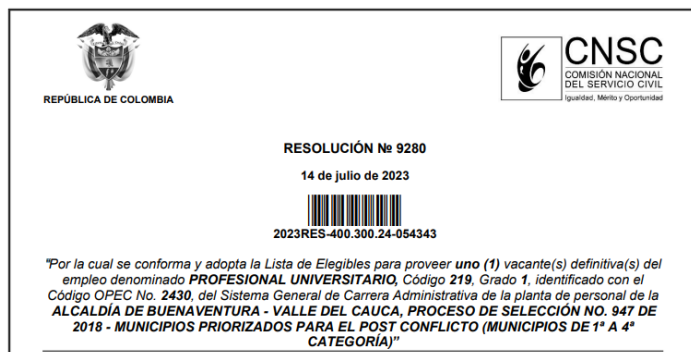 REPÚBLICA DE COLOMBIA
CNSC
COMISIÓN NACIONAL
DEL SERVICIO CIVIL
Igualdad, Mérito y Oportunidad
RESOLUCIÓN № 9280
14 de julio de 2023
2023RES-400.300.24-054343
"Por la cual se conforma y adopta la Lista de Elegibles para proveer uno (1) vacante(s) definitiva(s) del
empleo denominado PROFESIONAL UNIVERSITARIO, Código 219, Grado 1, identificado con el
Código OPEC No. 2430, del Sistema General de Carrera Administrativa de la planta de personal de la
ALCALDÍA DE BUENAVENTURA - VALLE DEL CAUCA, PROCESO DE SELECCIÓN NO. 947 DE
2018 - MUNICIPIOS PRIORIZADOS PARA EL POST CONFLICTO (MUNICIPIOS DE 1ª A 4ª
CATEGORÍA)"